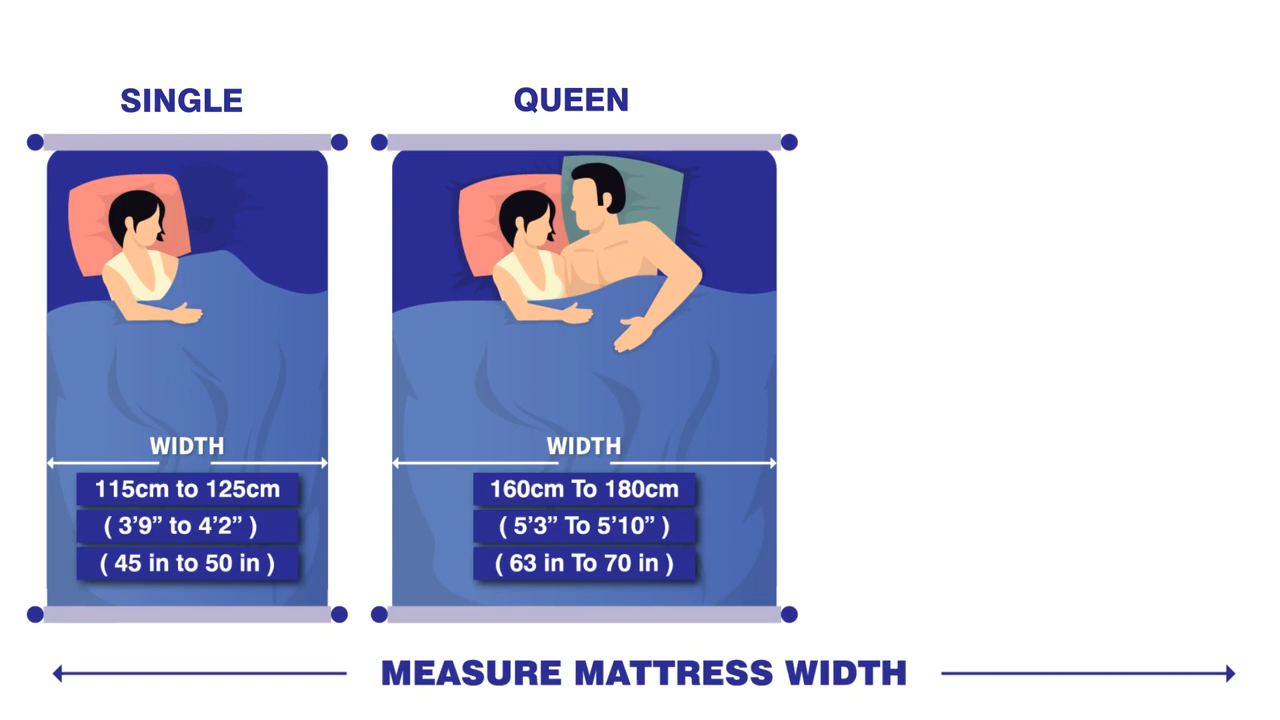 SINGLE
QUEEN
WIDTH
115cm to 125cm
( 3’9” to 4’2” )
( 45 in to 50 in )
WIDTH
160cm To 180cm
( 5’3” To 5’10” )
( 63 in To 70 in )
MEASURE MATTRESS WIDTH